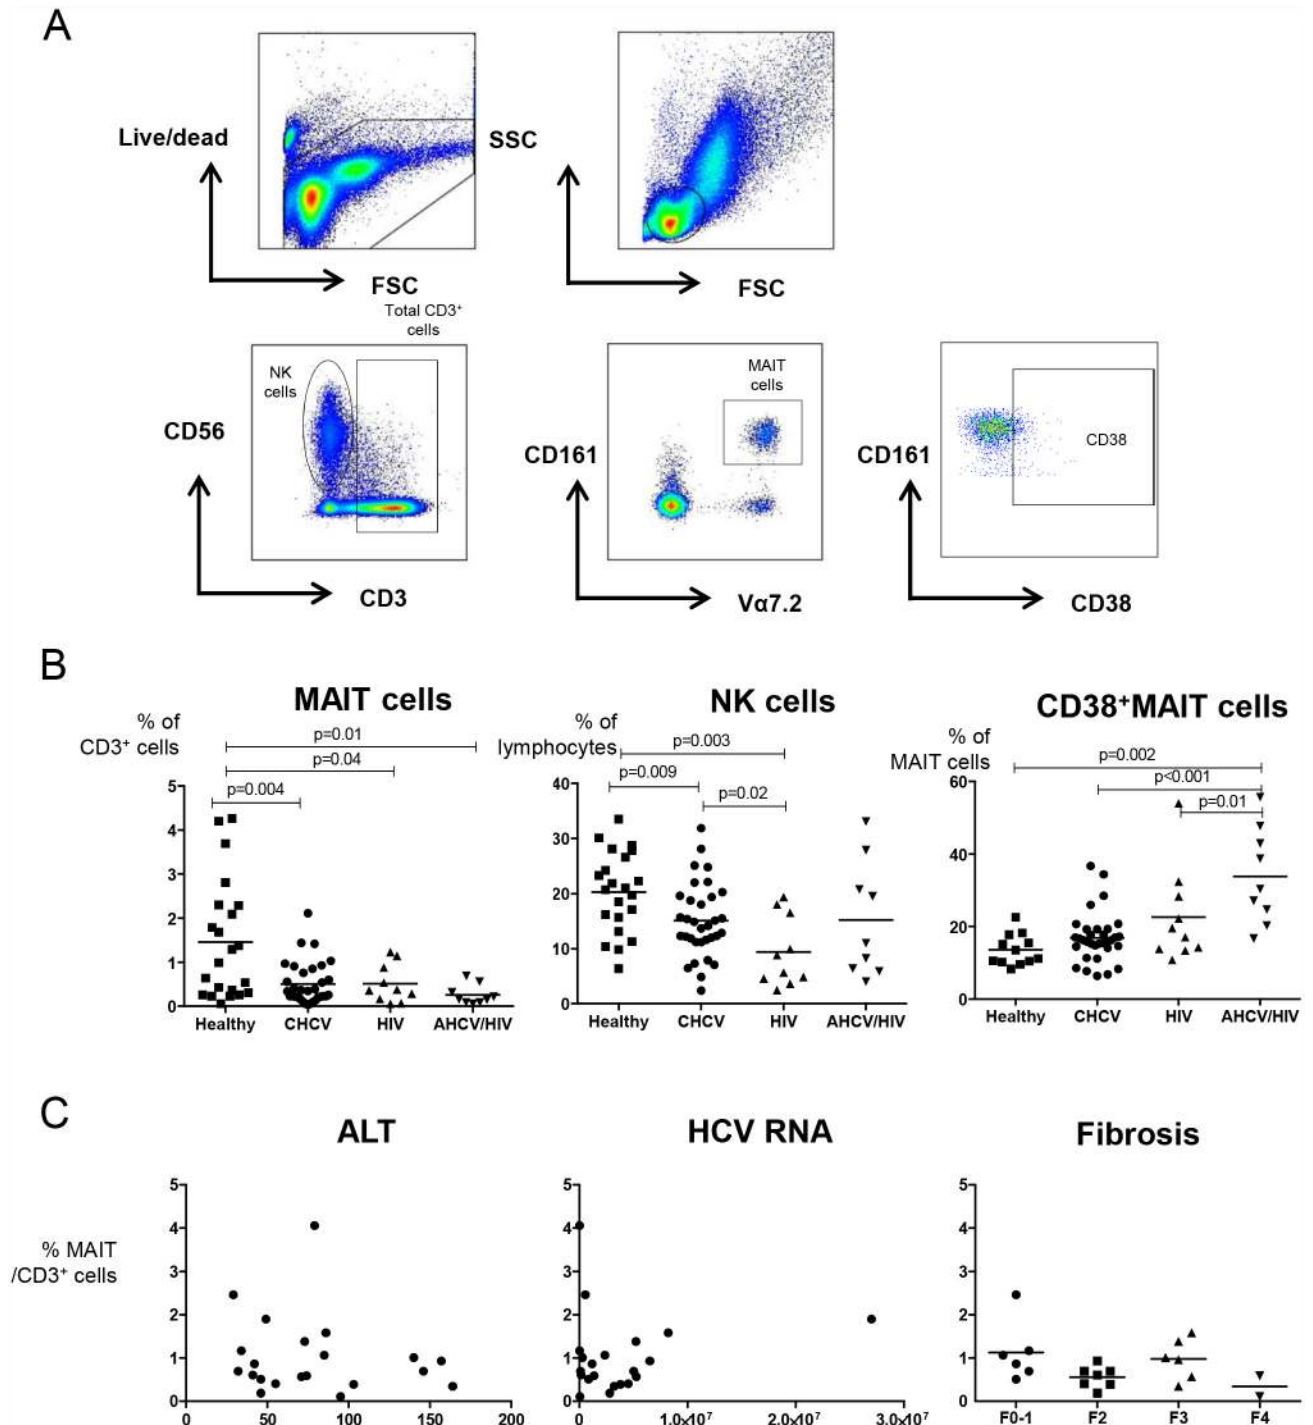 A
Live/dead
FSC
SSC
FSC
Total CD3⁺
cells
NK
cells
CD56
CD3
MAIT
cells
CD161
Vα7.2
CD161
CD38
CD38
B
MAIT cells
% of
CD3⁺ cells
p=0.01
p=0.04
p=0.004
5
4
3
2
1
0
Healthy CHCV HIV AHCV/HIV
NK cells
% of
lymphocytes
p=0.003
p=0.009
p=0.02
40
30
20
10
0
Healthy CHCV HIV AHCV/HIV
CD38⁺MAIT cells
% of
MAIT cells
p=0.002
p<0.001
p=0.01
60
40
20
0
Healthy CHCV HIV AHCV/HIV
C
ALT
% MAIT
/CD3⁺ cells
5
4
3
2
1
0
0 50 100 150 200
HCV RNA
5
4
3
2
1
0
0 1.0x10⁷ 2.0x10⁷ 3.0x10⁷
Fibrosis
5
4
3
2
1
0
F0-1 F2 F3 F4